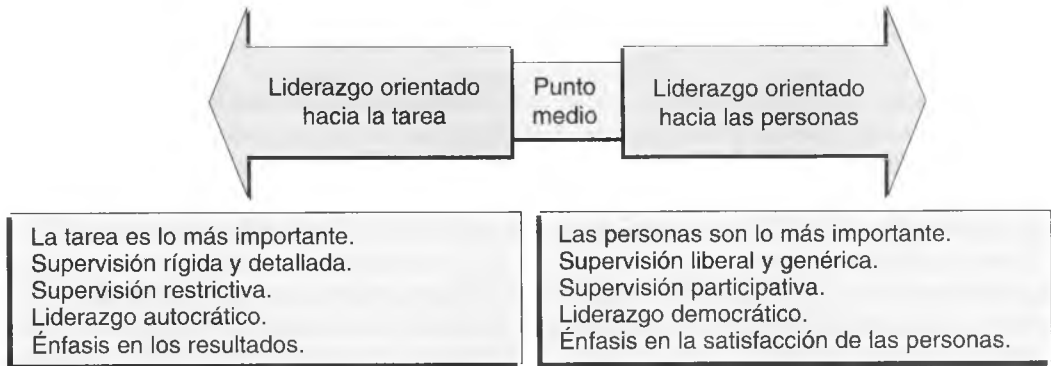 Liderazgo orientado
hacia la tarea
Punto
medio
Liderazgo orientado
hacia las personas
La tarea es lo más importante.
Supervisión rígida y detallada.
Supervisión restrictiva.
Liderazgo autocrático.
Énfasis en los resultados.
Las personas son lo más importante.
Supervisión liberal y genérica.
Supervisión participativa.
Liderazgo democrático.
Énfasis en la satisfacción de las personas.